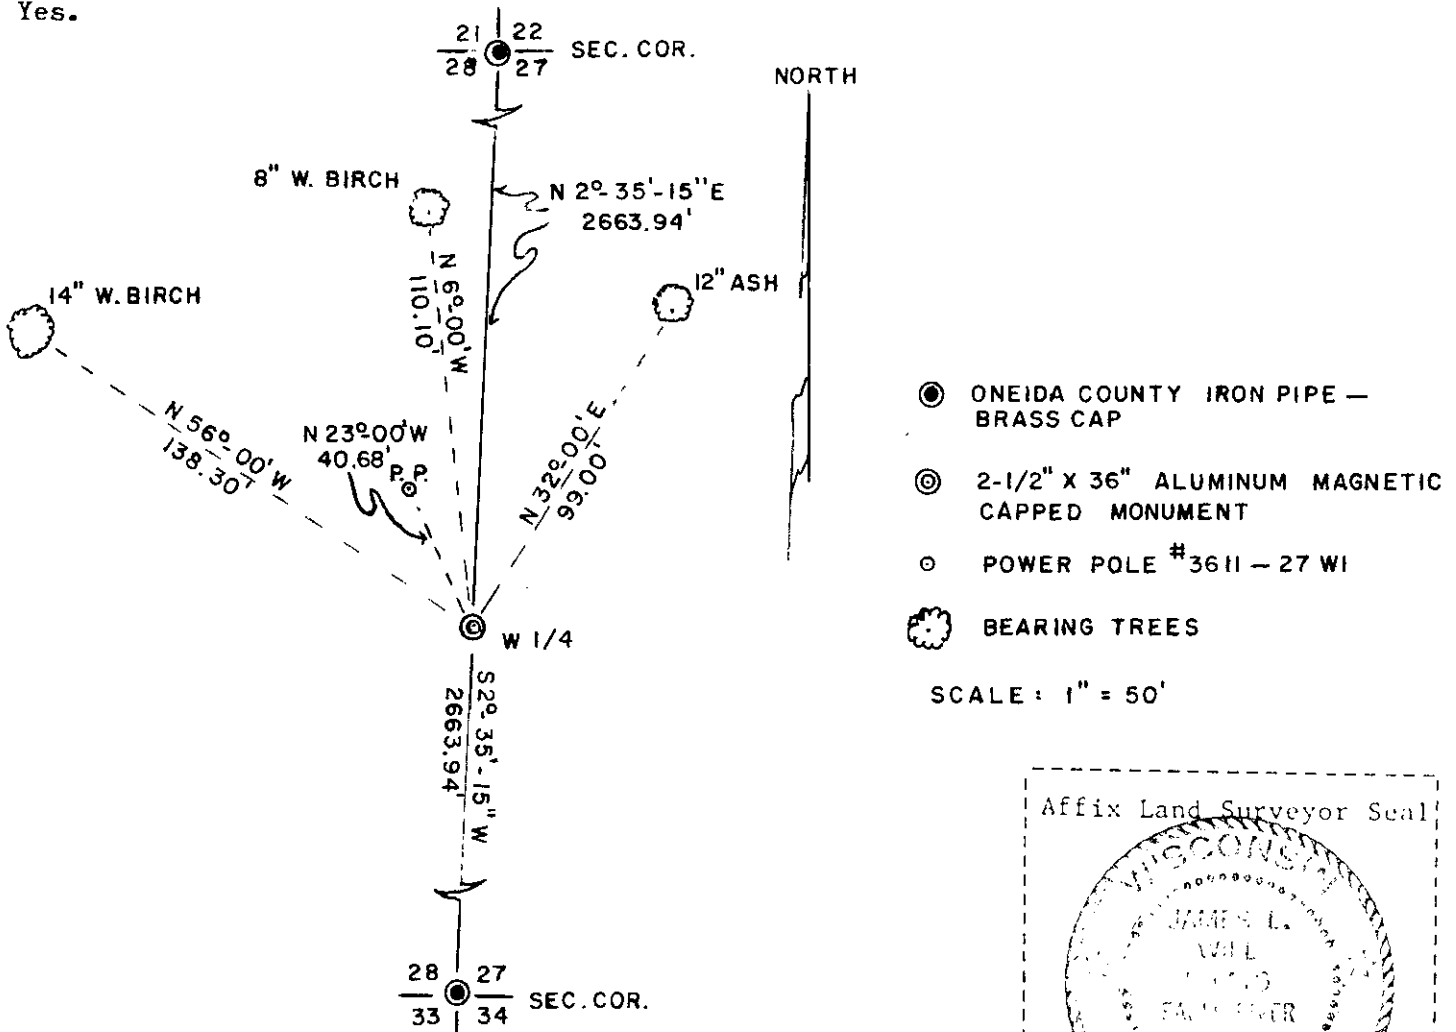 Yes.
21 22
28 27
SEC. COR.
NORTH
8" W. BIRCH
N 2°-35'-15" E
2663.94'
14" W. BIRCH
12" ASH
N 6°-00' W
110.10'
N 56°-00' W
138.30'
N 23°-00' W
40.68'
P.P.
N 32°-00' E
99.00'
W 1/4
S 2°-35'-15" W
2663.94'
28 27
33 34
SEC. COR.
ONEIDA COUNTY IRON PIPE —
BRASS CAP
2-1/2" X 36" ALUMINUM MAGNETIC
CAPPED MONUMENT
POWER POLE #3611 — 27 WI
BEARING TREES
SCALE: 1" = 50'
Affix Land Surveyor Seal
WISCONSIN
JAMES L.